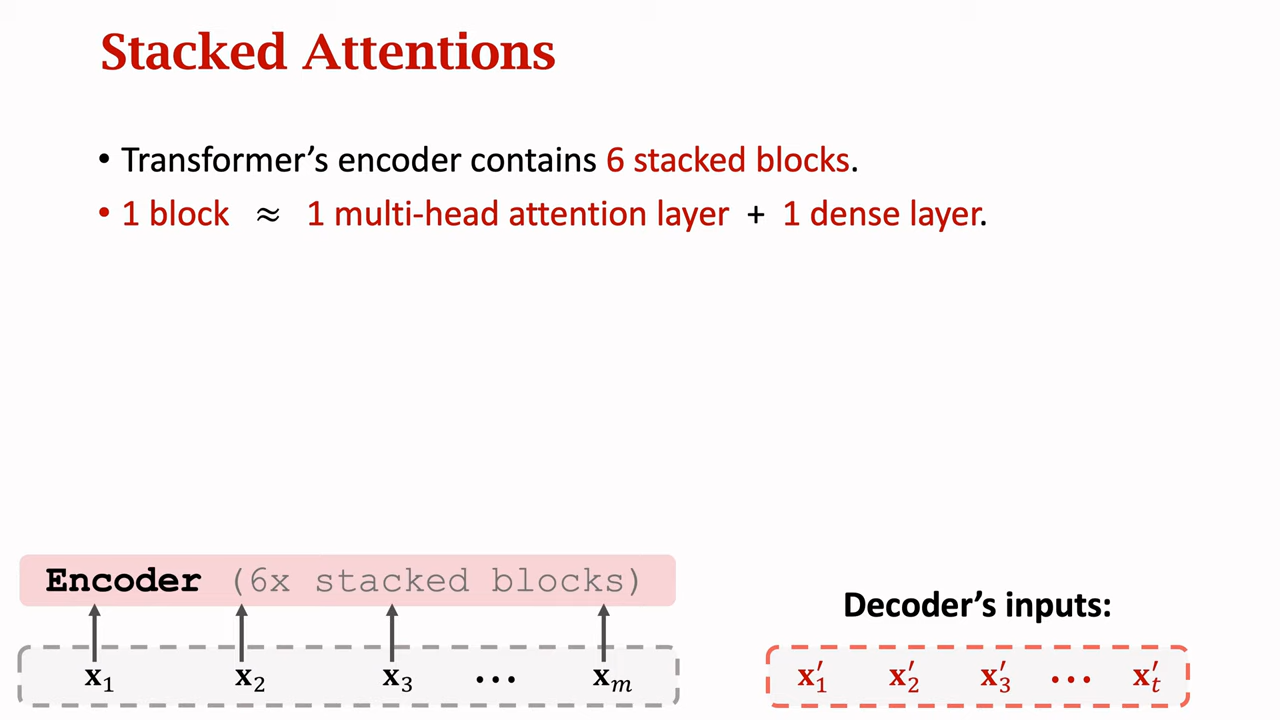 Stacked Attentions
• Transformer’s encoder contains 6 stacked blocks.
• 1 block ≈ 1 multi-head attention layer + 1 dense layer.
Encoder (6x stacked blocks)
x₁ x₂ x₃ ⋯ xₘ
Decoder’s inputs:
x′₁ x′₂ x′₃ ⋯ x′ₜ